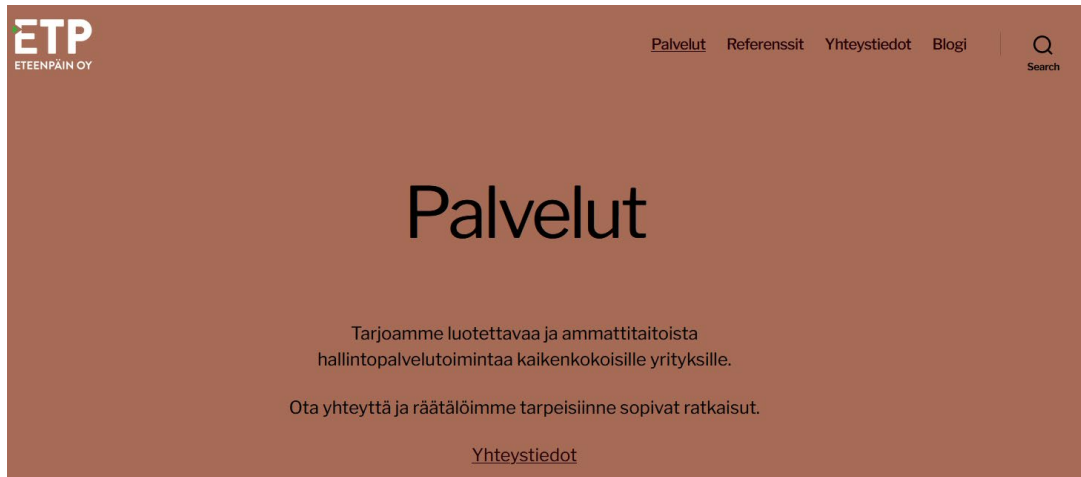 ETP
ETEENPÄIN OY
Palvelut Referenssit Yhteystiedot Blogi
Search
Palvelut
Tarjoamme luotettavaa ja ammattitaitoista
hallintopalvelutoimintaa kaikenkokoisille yrityksille.
Ota yhteyttä ja räätälöimme tarpeisiinne sopivat ratkaisut.
Yhteystiedot